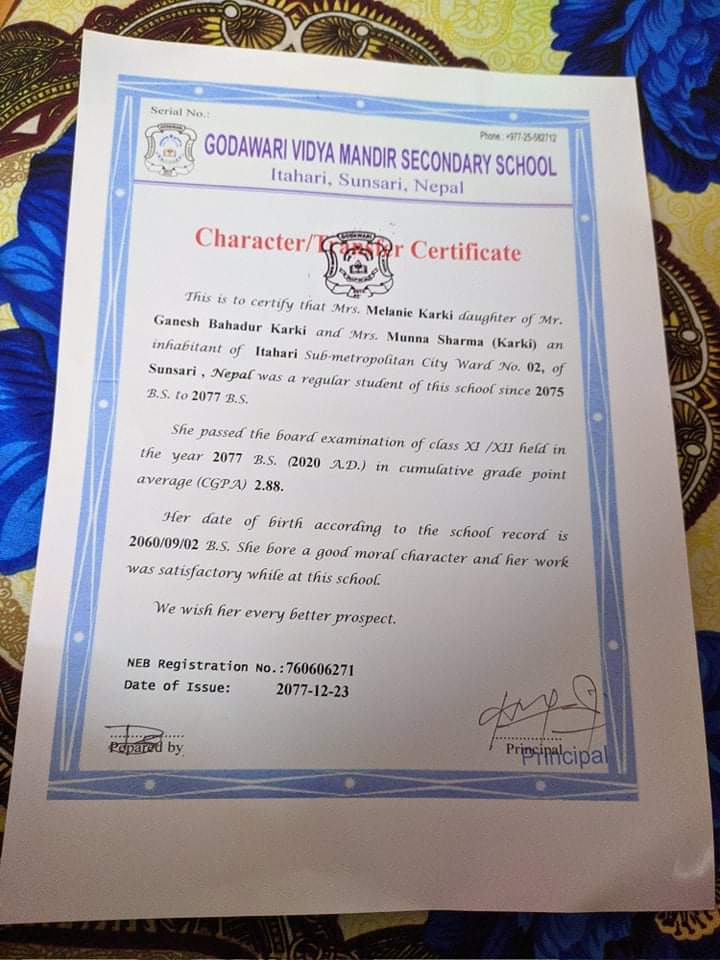 Serial No.:
Phone : +977-25-582712
GODAWARI VIDYA MANDIR SECONDARY SCHOOL
Itahari, Sunsari, Nepal
Character/Transfer Certificate
GODAWARI
This is to certify that Mrs. Melanie Karki daughter of Mr.
Ganesh Bahadur Karki and Mrs. Munna Sharma (Karki) an
inhabitant of Itahari Sub-metropolitan City Ward No. 02, of
Sunsari , Nepal was a regular student of this school since 2075
B.S. to 2077 B.S.
She passed the board examination of class XI /XII held in
the year 2077 B.S. (2020 A.D.) in cumulative grade point
average (CGPA) 2.88.
Her date of birth according to the school record is
2060/09/02 B.S. She bore a good moral character and her work
was satisfactory while at this school.
We wish her every better prospect.
NEB Registration No.:760606271
Date of Issue: 2077-12-23
Pepared by
Principal
Principal